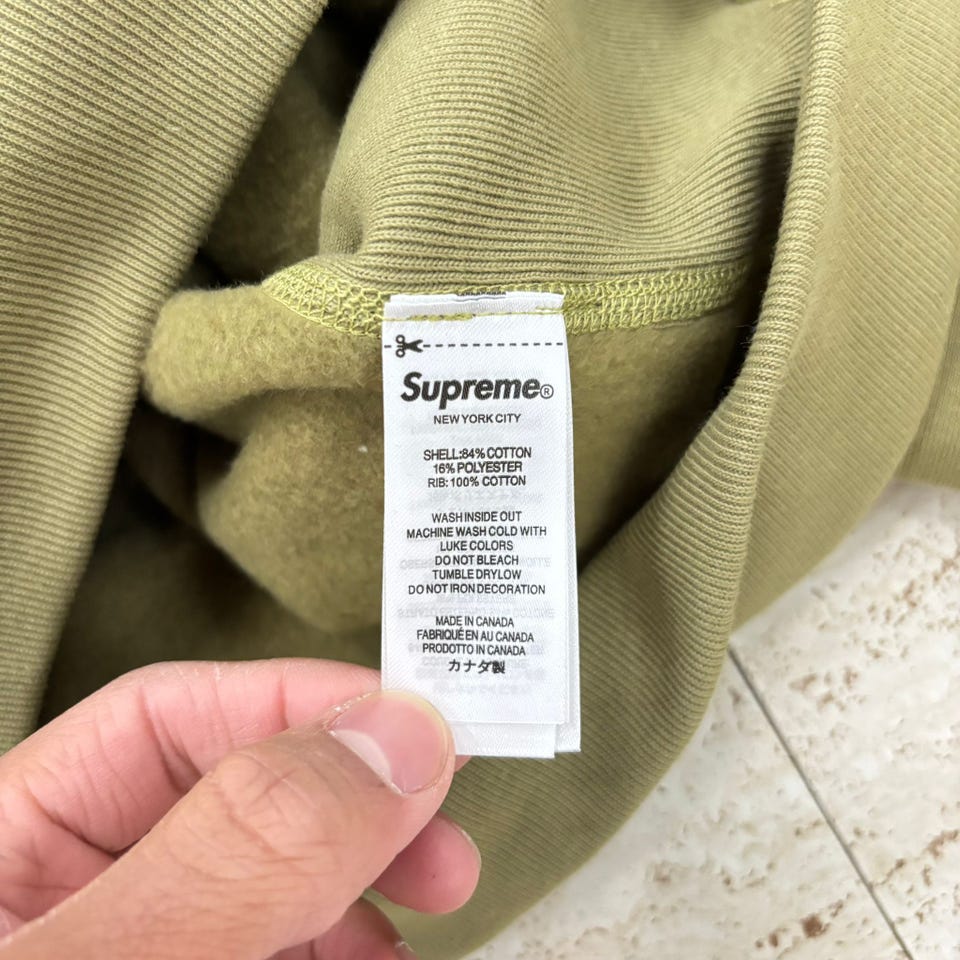 Supreme®
NEW YORK CITY
SHELL:84% COTTON
16% POLYESTER
RIB: 100% COTTON
WASH INSIDE OUT
MACHINE WASH COLD WITH
LUKE COLORS
DO NOT BLEACH
TUMBLE DRYLOW
DO NOT IRON DECORATION
MADE IN CANADA
FABRIQUÉ EN AU CANADA
PRODOTTO IN CANADA
カナダ製